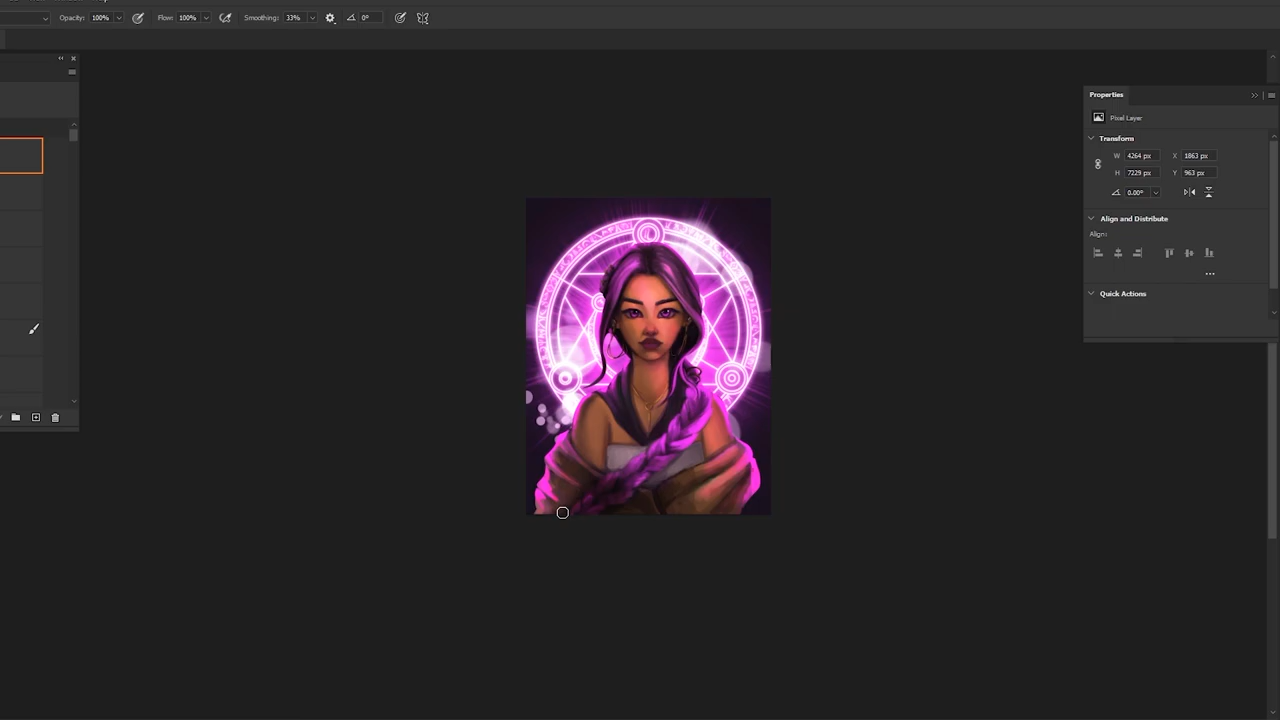 Opacity: 100% Flow: 100% Smoothing: 33% 0°
Properties
Pixel Layer
Transform
W 4264 px X 1863 px
H 7229 px Y 963 px
0.00°
Align and Distribute
Align:
Quick Actions